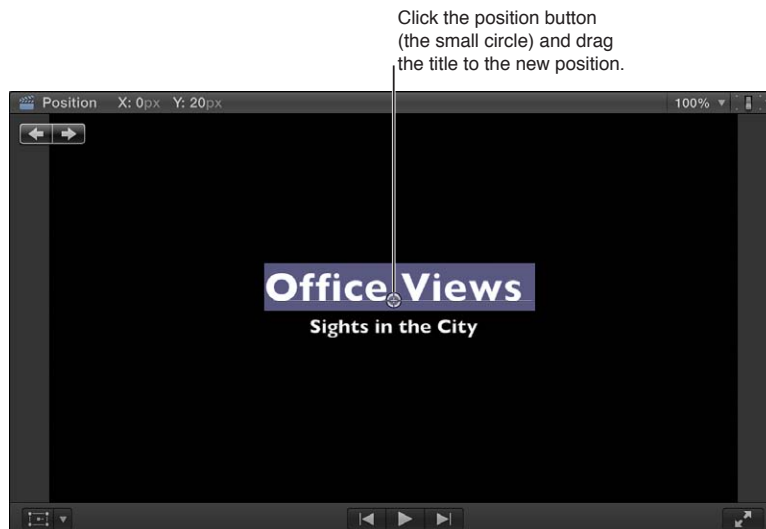 Click the position button
(the small circle) and drag
the title to the new position.
Position X: 0px Y: 20px
100%
Office Views
Sights in the City